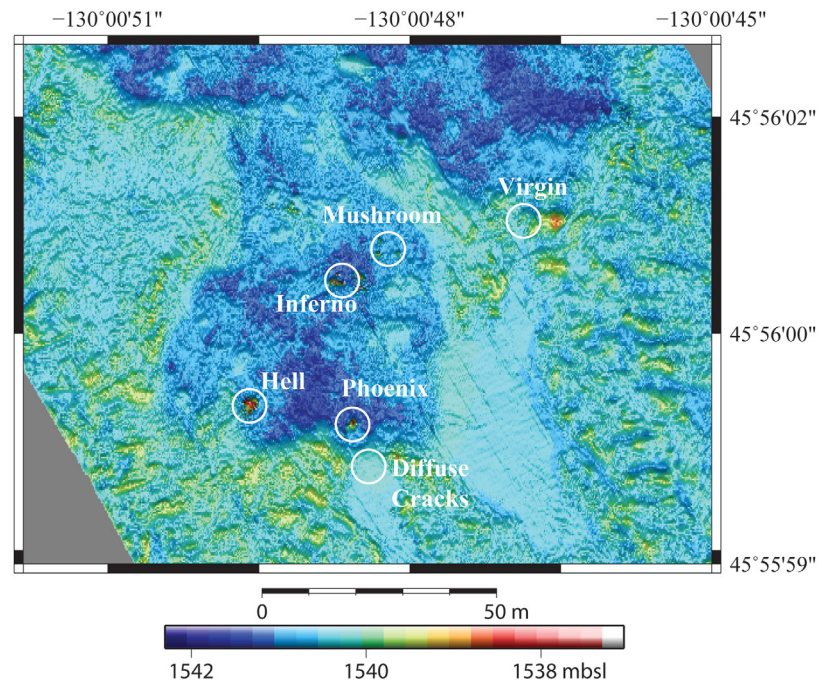 −130°00'51"
−130°00'48"
−130°00'45"
45°56'02"
Virgin
Mushroom
Inferno
45°56'00"
Hell
Phoenix
Diffuse
Cracks
45°55'59"
0
50 m
1542
1540
1538 mbsl